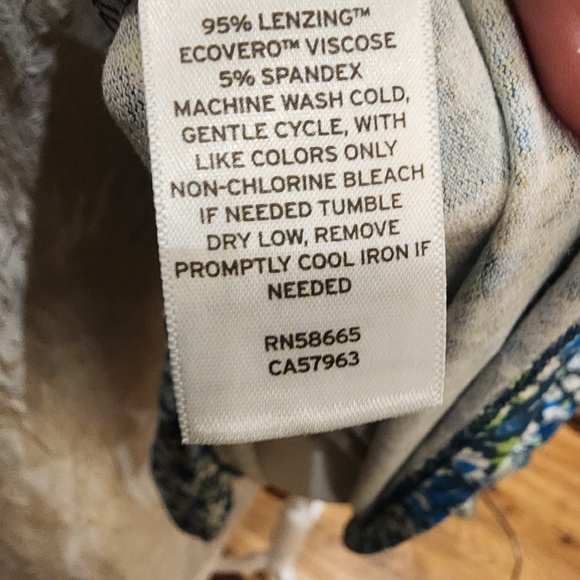 95% LENZING™
ECOVERO™ VISCOSE
5% SPANDEX
MACHINE WASH COLD,
GENTLE CYCLE, WITH
LIKE COLORS ONLY
NON-CHLORINE BLEACH
IF NEEDED TUMBLE
DRY LOW, REMOVE
PROMPTLY COOL IRON IF
NEEDED
RN58665
CA57963